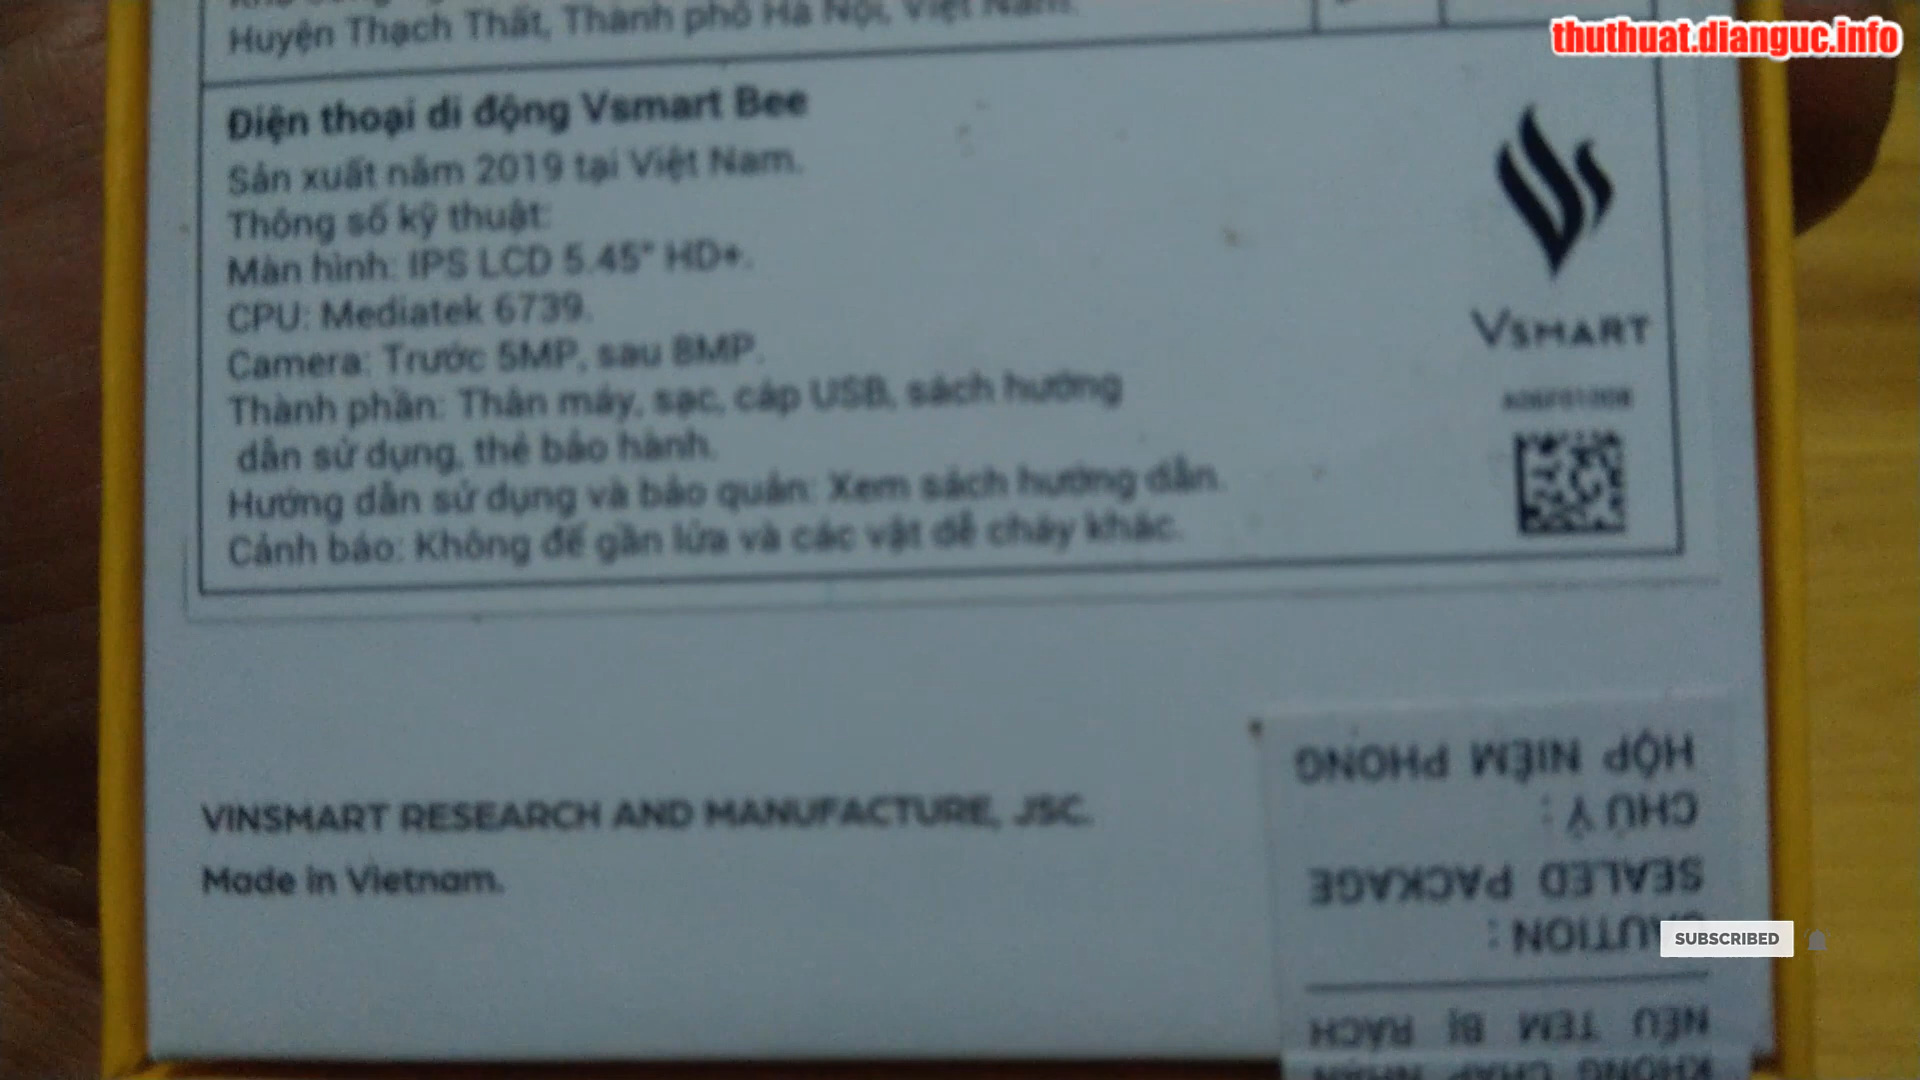 thuthuat.dianguc.info
Huyện Thạch Thất, Thành phố Hà Nội, Việt Nam.
Điện thoại di động Vsmart Bee
Sản xuất năm 2019 tại Việt Nam.
Thông số kỹ thuật:
Màn hình: IPS LCD 5.45" HD+.
CPU: Mediatek 6739.
Camera: Trước 5MP, sau 8MP.
Thành phần: Thân máy, sạc, cáp USB, sách hướng
dẫn sử dụng, thẻ bảo hành.
Hướng dẫn sử dụng và bảo quản: Xem sách hướng dẫn.
Cảnh báo: Không để gần lửa và các vật dễ cháy khác.
VSMART
VINSMART RESEARCH AND MANUFACTURE, JSC.
Made in Vietnam.
KHÔNG CHẤP NHẬN
NẾU TEM BỊ RÁCH
CAUTION :
SEALED PACKAGE
CHÚ Ý :
HỘP NIÊM PHONG
SUBSCRIBED